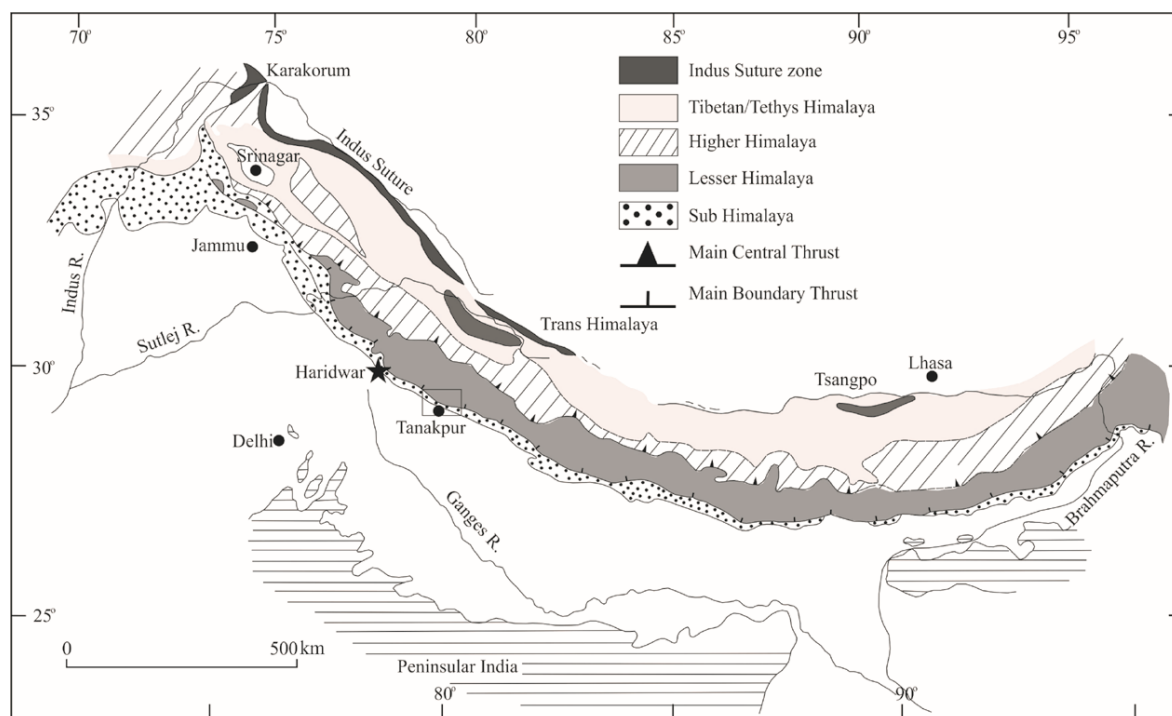 70° 75° 80° 85° 90° 95°
Karakorum
35°
Indus Suture
Srinagar
Jammu
Indus R.
Sutlej R.
Indus Suture zone
Tibetan/Tethys Himalaya
Higher Himalaya
Lesser Himalaya
Sub Himalaya
Main Central Thrust
Main Boundary Thrust
Trans Himalaya
30°
Haridwar
Lhasa
Tsangpo
Tanakpur
Delhi
Ganges R.
Brahmaputra R.
25°
0 500 km
Peninsular India
80° 90°